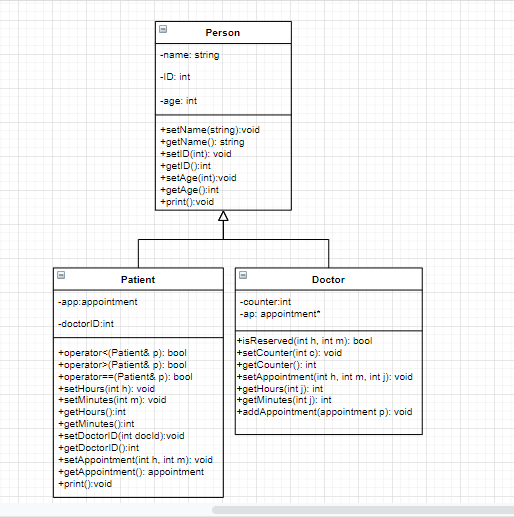 Person
-name: string
-ID: int
-age: int
+setName(string):void
+getName(): string
+setID(int): void
+getID():int
+setAge(int):void
+getAge():int
+print():void
Patient
-app:appointment
-doctorID:int
+operator<(Patient& p): bool
+operator>(Patient& p): bool
+operator==(Patient& p): bool
+setHours(int h): void
+setMinutes(int m): void
+getHours():int
+getMinutes():int
+setDoctorID(int docId):void
+getDoctorID():int
+setAppointment(int h, int m): void
+getAppointment(): appointment
+print():void
Doctor
-counter:int
-ap: appointment*
+isReserved(int h, int m): bool
+setCounter(int c): void
+getCounter(): int
+setAppointment(int h, int m, int j): void
+getHours(int j): int
+getMinutes(int j): int
+addAppointment(appointment p): void